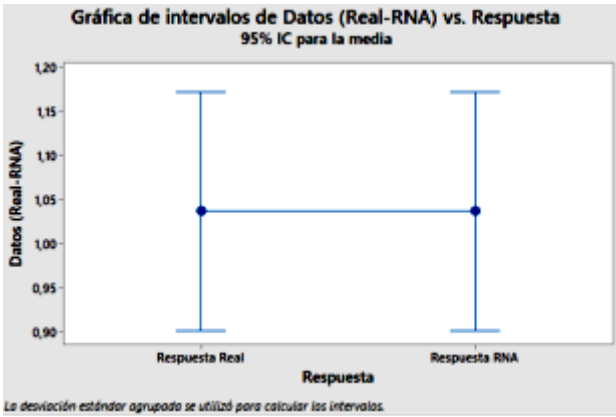 Gráfica de intervalos de Datos (Real-RNA) vs. Respuesta
95% IC para la media
1,20
1,15
1,10
1,05
1,00
0,95
0,90
Datos (Real-RNA)
Respuesta Real
Respuesta RNA
Respuesta
La desviación estándar agrupada se utilizó para calcular los intervalos.